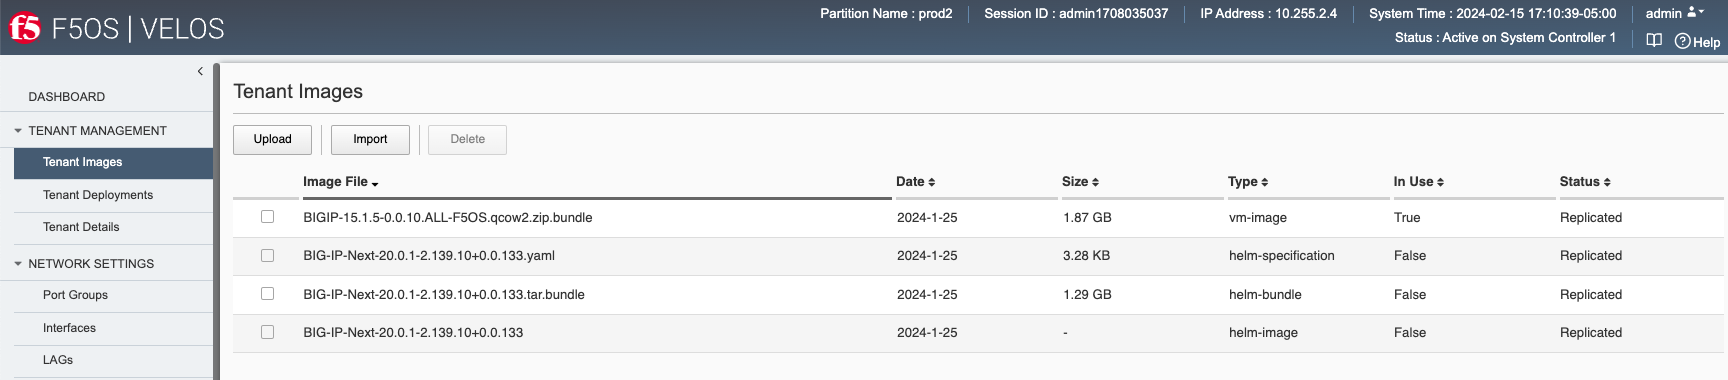 f5 F5OS | VELOS
Partition Name : prod2 | Session ID : admin1708035037 | IP Address : 10.255.2.4 | System Time : 2024-02-15 17:10:39-05:00 | admin
Status : Active on System Controller 1 | Help
DASHBOARD
TENANT MANAGEMENT
Tenant Images
Tenant Deployments
Tenant Details
NETWORK SETTINGS
Port Groups
Interfaces
LAGs
Tenant Images
Upload Import Delete
Image File Date Size Type In Use Status
BIGIP-15.1.5-0.0.10.ALL-F5OS.qcow2.zip.bundle 2024-1-25 1.87 GB vm-image True Replicated
BIG-IP-Next-20.0.1-2.139.10+0.0.133.yaml 2024-1-25 3.28 KB helm-specification False Replicated
BIG-IP-Next-20.0.1-2.139.10+0.0.133.tar.bundle 2024-1-25 1.29 GB helm-bundle False Replicated
BIG-IP-Next-20.0.1-2.139.10+0.0.133 2024-1-25 - helm-image False Replicated